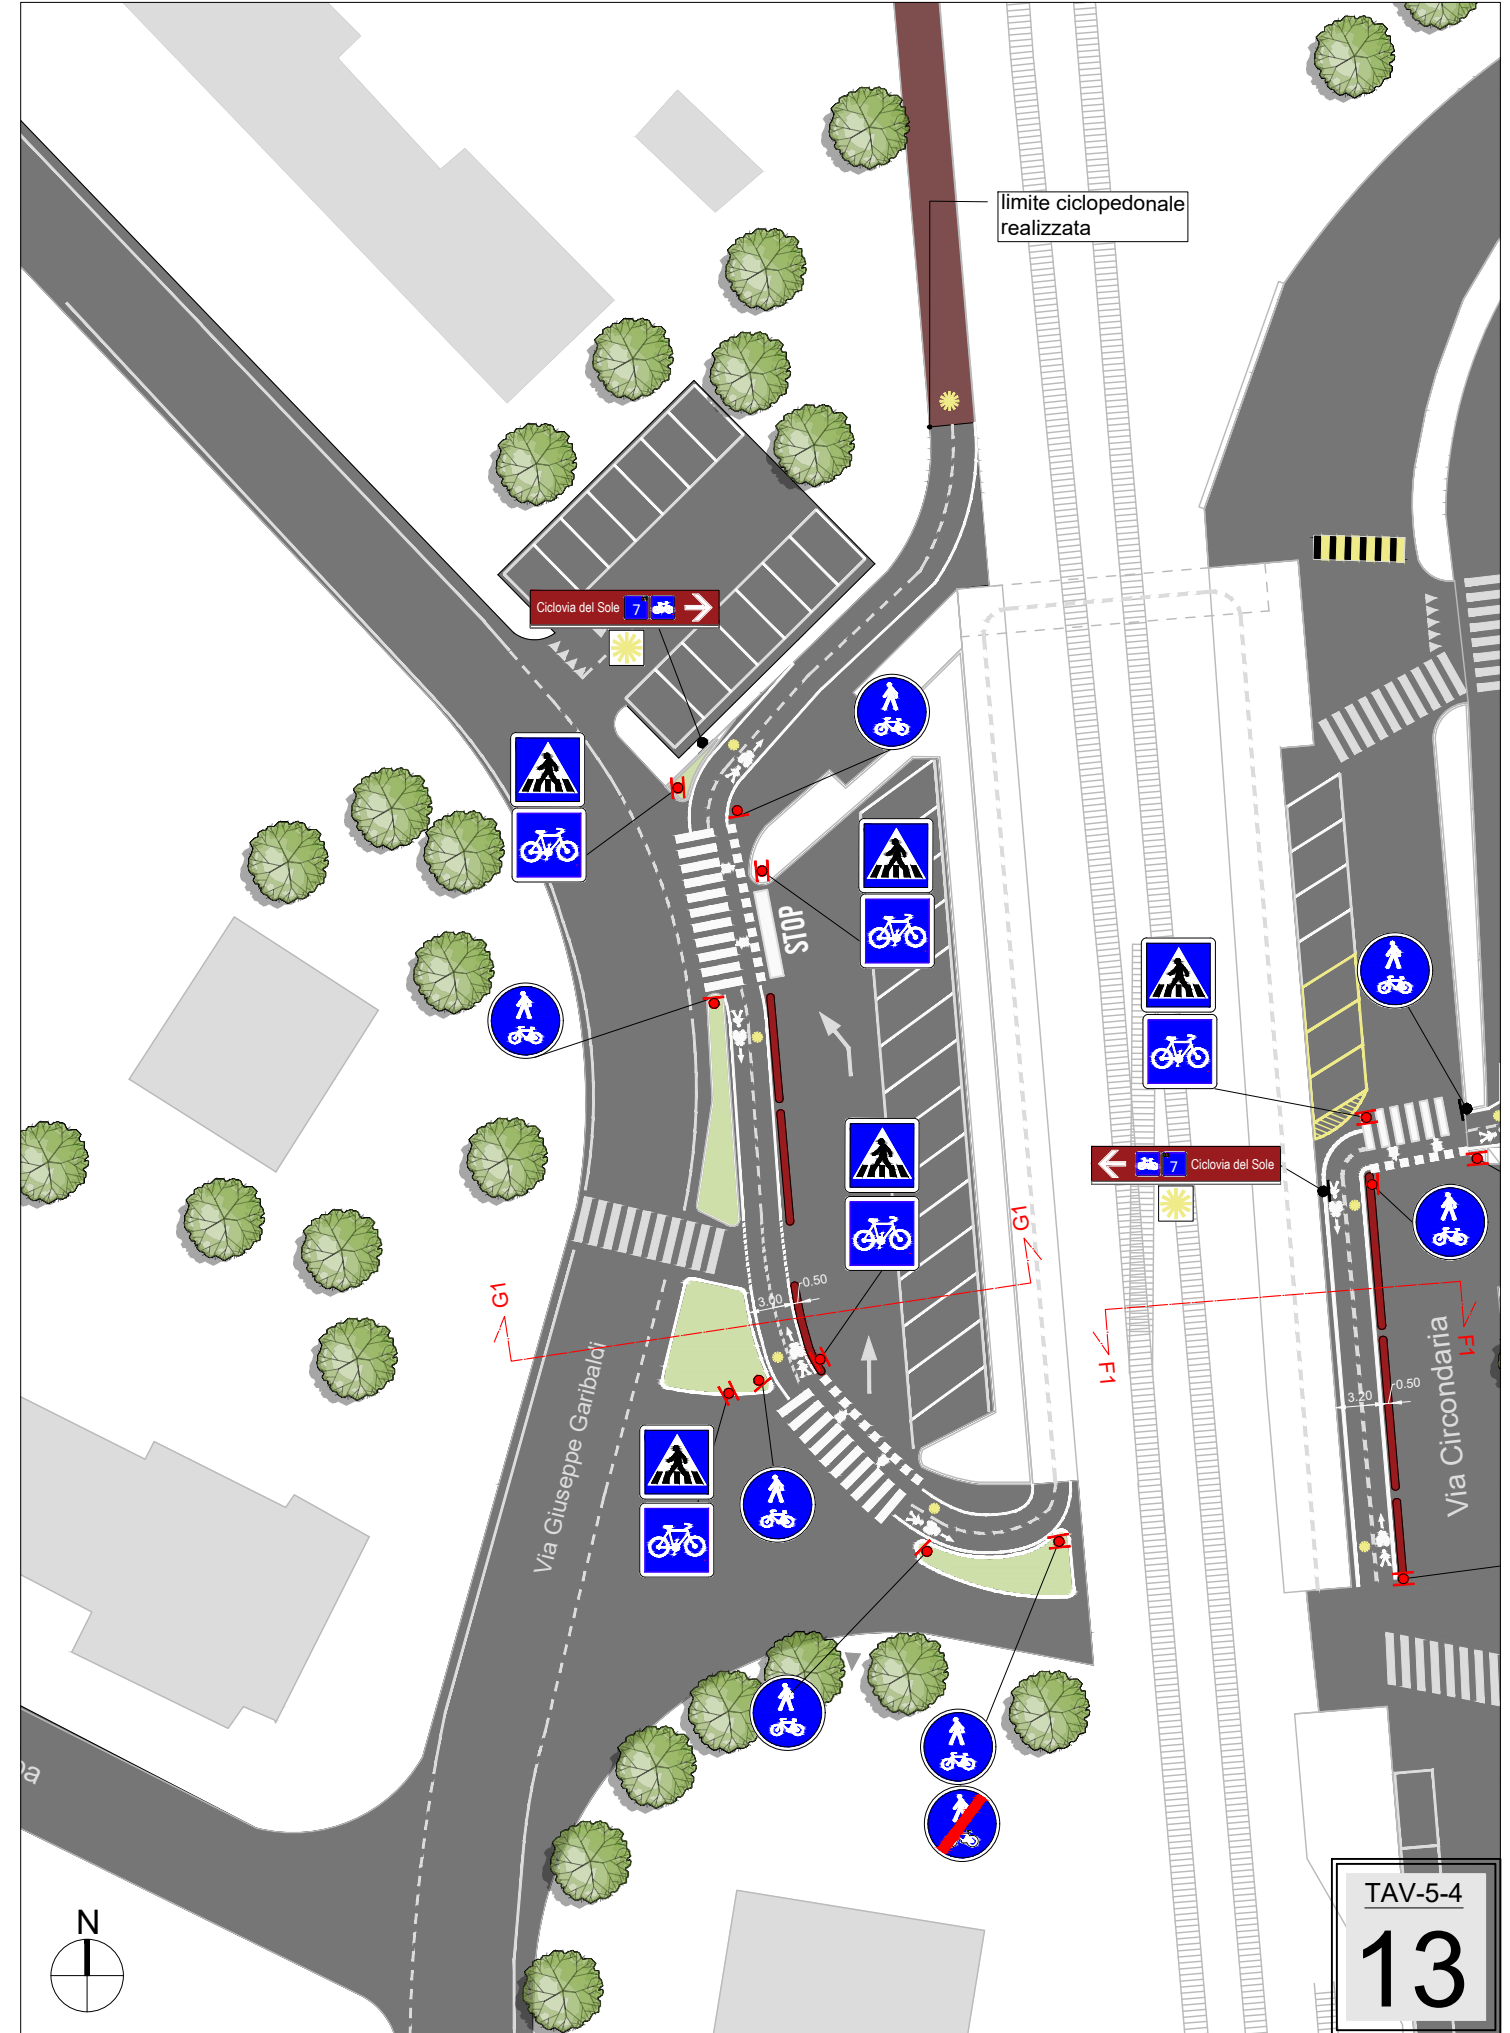 limite ciclopedonale
realizzata
Ciclovia del Sole 7
STOP
7 Ciclovia del Sole
G1
G1
0.50
3.00
F1
F1
3.20
0.50
Via Giuseppe Garibaldi
Via Circondaria
N
TAV-5-4
13